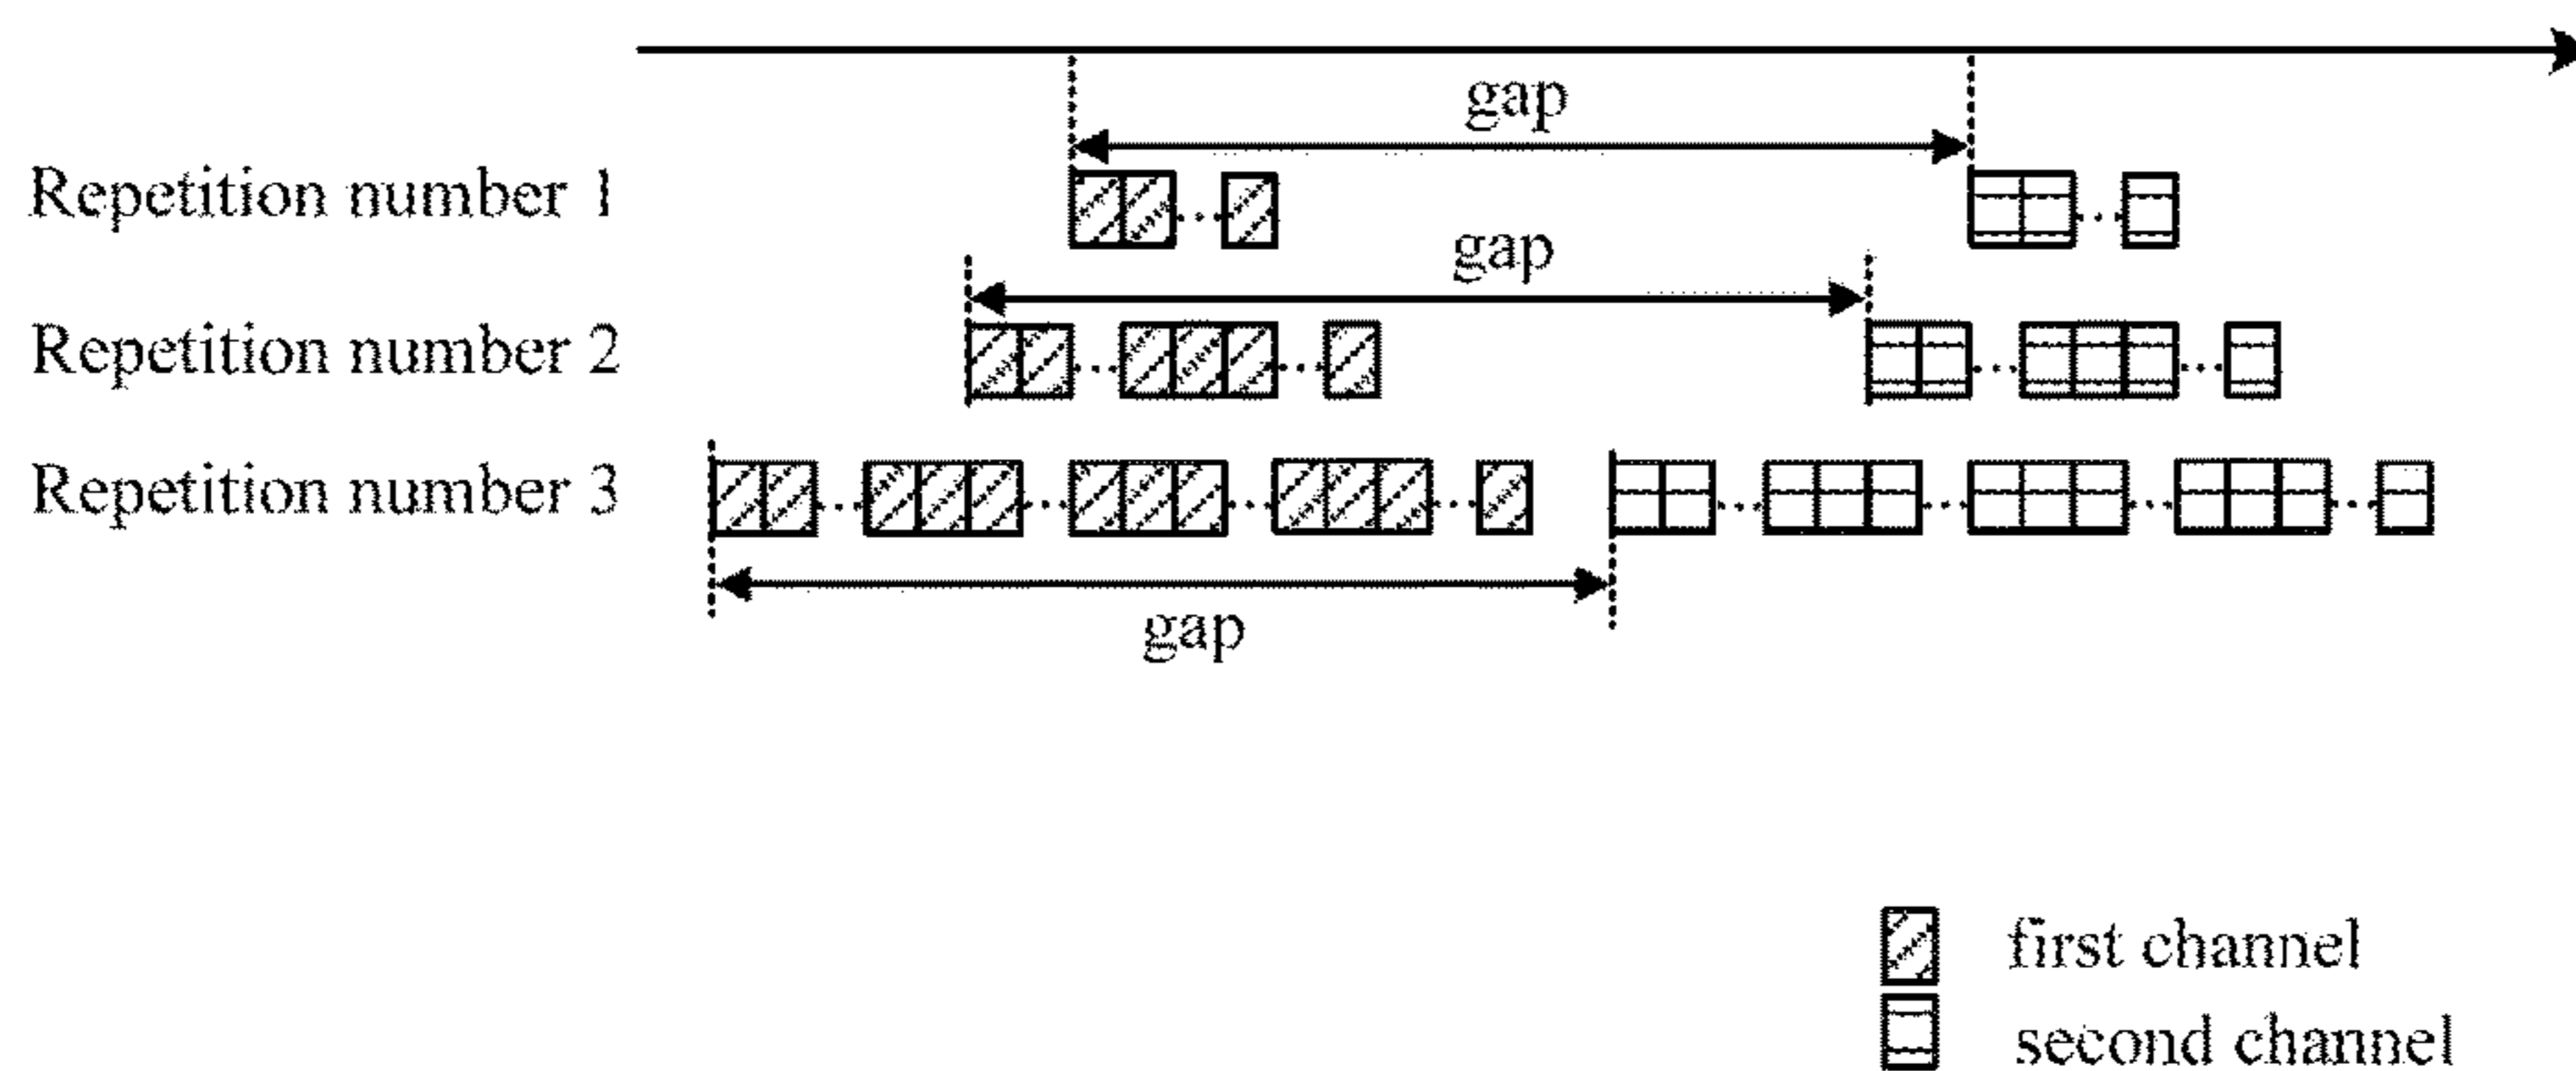 gap
Repetition number 1
gap
Repetition number 2
Repetition number 3
gap
first channel
second channel